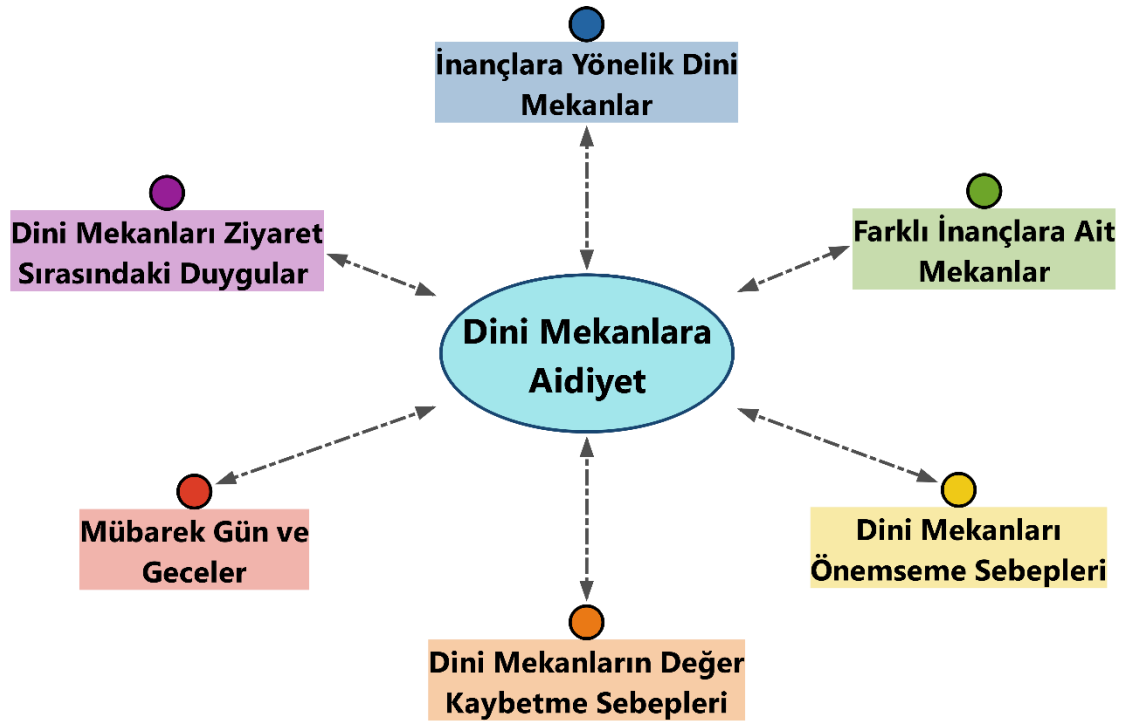 İnançlara Yönelik Dini
Mekanlar
Dini Mekanları Ziyaret
Sırasındaki Duygular
Farklı İnançlara Ait
Mekanlar
Dini Mekanlara
Aidiyet
Mübarek Gün ve
Geceler
Dini Mekanları
Önemseme Sebepleri
Dini Mekanların Değer
Kaybetme Sebepleri